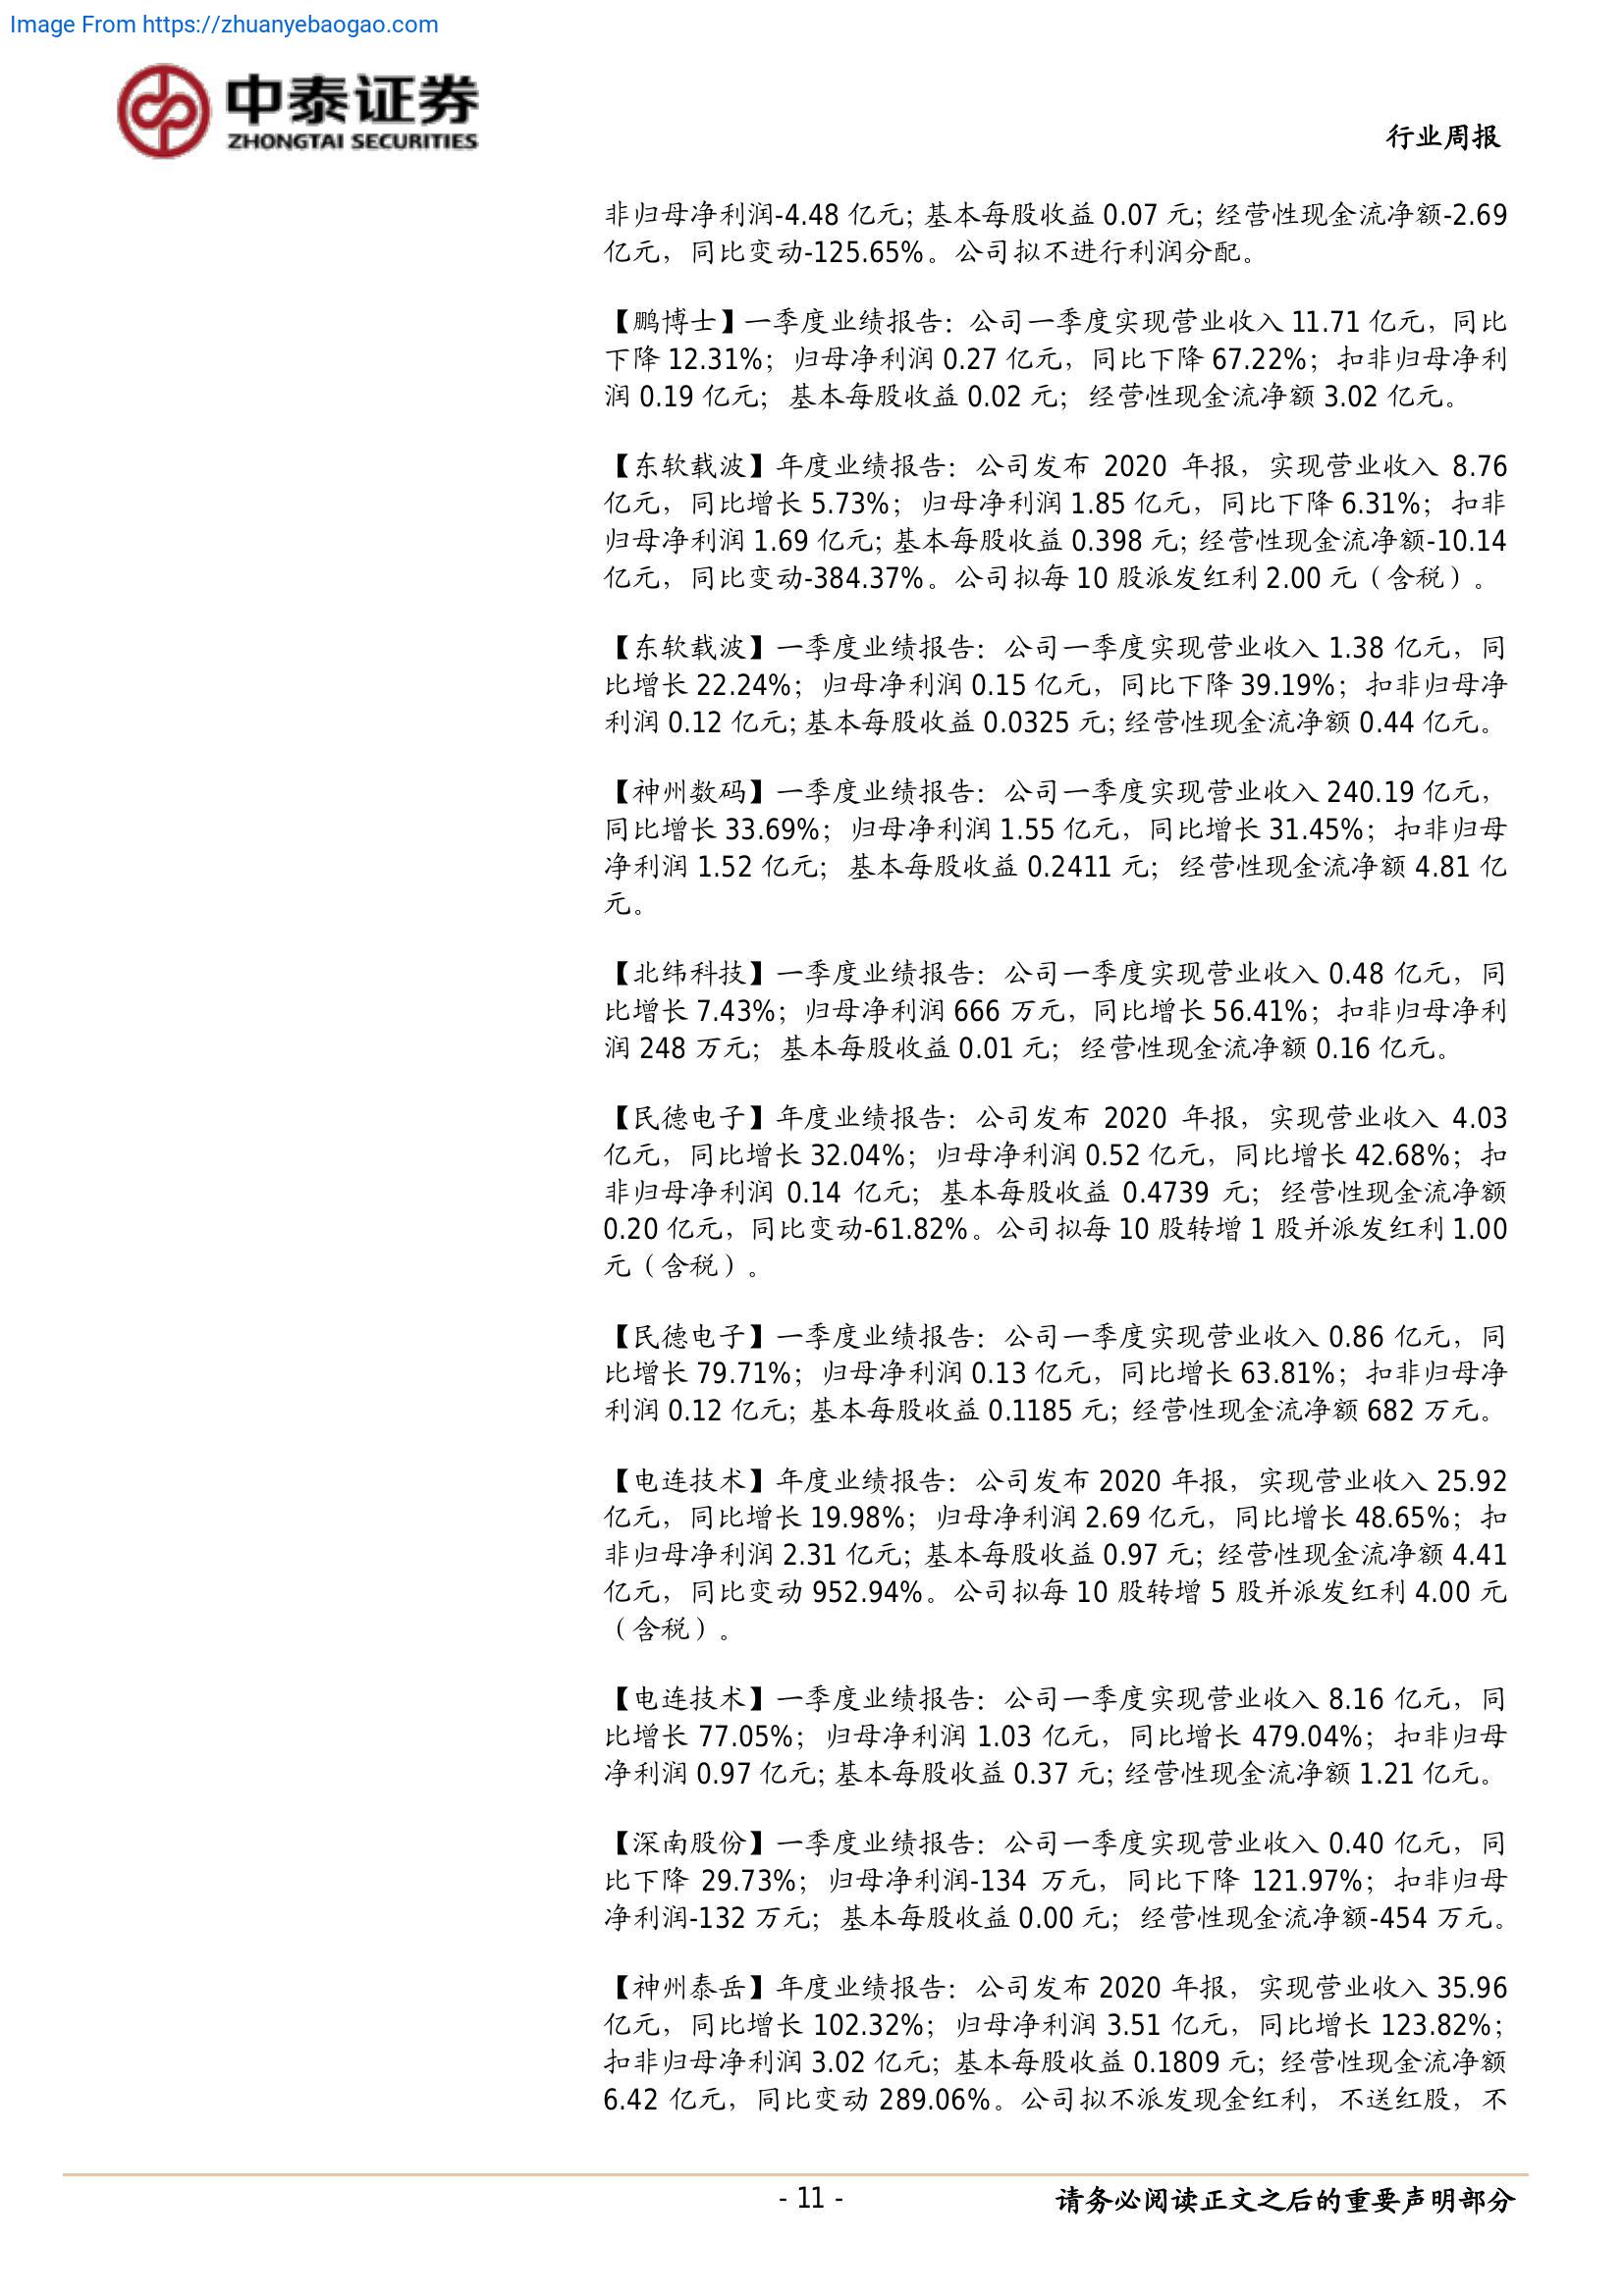 Image From https://zhuanyebaogao.com
中泰证券
ZHONGTAI SECURITIES
行业周报
非归母净利润-4.48 亿元；基本每股收益 0.07 元；经营性现金流净额-2.69
亿元，同比变动-125.65%。公司拟不进行利润分配。
【鹏博士】一季度业绩报告：公司一季度实现营业收入 11.71 亿元，同比
下降 12.31%；归母净利润 0.27 亿元，同比下降 67.22%；扣非归母净利
润 0.19 亿元；基本每股收益 0.02 元；经营性现金流净额 3.02 亿元。
【东软载波】年度业绩报告：公司发布 2020 年报，实现营业收入 8.76
亿元，同比增长 5.73%；归母净利润 1.85 亿元，同比下降 6.31%；扣非
归母净利润 1.69 亿元；基本每股收益 0.398 元；经营性现金流净额-10.14
亿元，同比变动-384.37%。公司拟每 10 股派发红利 2.00 元（含税）。
【东软载波】一季度业绩报告：公司一季度实现营业收入 1.38 亿元，同
比增长 22.24%；归母净利润 0.15 亿元，同比下降 39.19%；扣非归母净
利润 0.12 亿元；基本每股收益 0.0325 元；经营性现金流净额 0.44 亿元。
【神州数码】一季度业绩报告：公司一季度实现营业收入 240.19 亿元，
同比增长 33.69%；归母净利润 1.55 亿元，同比增长 31.45%；扣非归母
净利润 1.52 亿元；基本每股收益 0.2411 元；经营性现金流净额 4.81 亿
元。
【北纬科技】一季度业绩报告：公司一季度实现营业收入 0.48 亿元，同
比增长 7.43%；归母净利润 666 万元，同比增长 56.41%；扣非归母净利
润 248 万元；基本每股收益 0.01 元；经营性现金流净额 0.16 亿元。
【民德电子】年度业绩报告：公司发布 2020 年报，实现营业收入 4.03
亿元，同比增长 32.04%；归母净利润 0.52 亿元，同比增长 42.68%；扣
非归母净利润 0.14 亿元；基本每股收益 0.4739 元；经营性现金流净额
0.20 亿元，同比变动-61.82%。公司拟每 10 股转增 1 股并派发红利 1.00
元（含税）。
【民德电子】一季度业绩报告：公司一季度实现营业收入 0.86 亿元，同
比增长 79.71%；归母净利润 0.13 亿元，同比增长 63.81%；扣非归母净
利润 0.12 亿元；基本每股收益 0.1185 元；经营性现金流净额 682 万元。
【电连技术】年度业绩报告：公司发布 2020 年报，实现营业收入 25.92
亿元，同比增长 19.98%；归母净利润 2.69 亿元，同比增长 48.65%；扣
非归母净利润 2.31 亿元；基本每股收益 0.97 元；经营性现金流净额 4.41
亿元，同比变动 952.94%。公司拟每 10 股转增 5 股并派发红利 4.00 元
（含税）。
【电连技术】一季度业绩报告：公司一季度实现营业收入 8.16 亿元，同
比增长 77.05%；归母净利润 1.03 亿元，同比增长 479.04%；扣非归母
净利润 0.97 亿元；基本每股收益 0.37 元；经营性现金流净额 1.21 亿元。
【深南股份】一季度业绩报告：公司一季度实现营业收入 0.40 亿元，同
比下降 29.73%；归母净利润-134 万元，同比下降 121.97%；扣非归母
净利润-132 万元；基本每股收益 0.00 元；经营性现金流净额-454 万元。
【神州泰岳】年度业绩报告：公司发布 2020 年报，实现营业收入 35.96
亿元，同比增长 102.32%；归母净利润 3.51 亿元，同比增长 123.82%；
扣非归母净利润 3.02 亿元；基本每股收益 0.1809 元；经营性现金流净额
6.42 亿元，同比变动 289.06%。公司拟不派发现金红利，不送红股，不
- 11 -
请务必阅读正文之后的重要声明部分